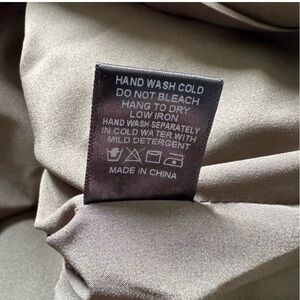 HAND WASH COLD
DO NOT BLEACH
HANG TO DRY
LOW IRON
HAND WASH SEPARATELY
IN COLD WATER WITH
MILD DETERGENT
MADE IN CHINA